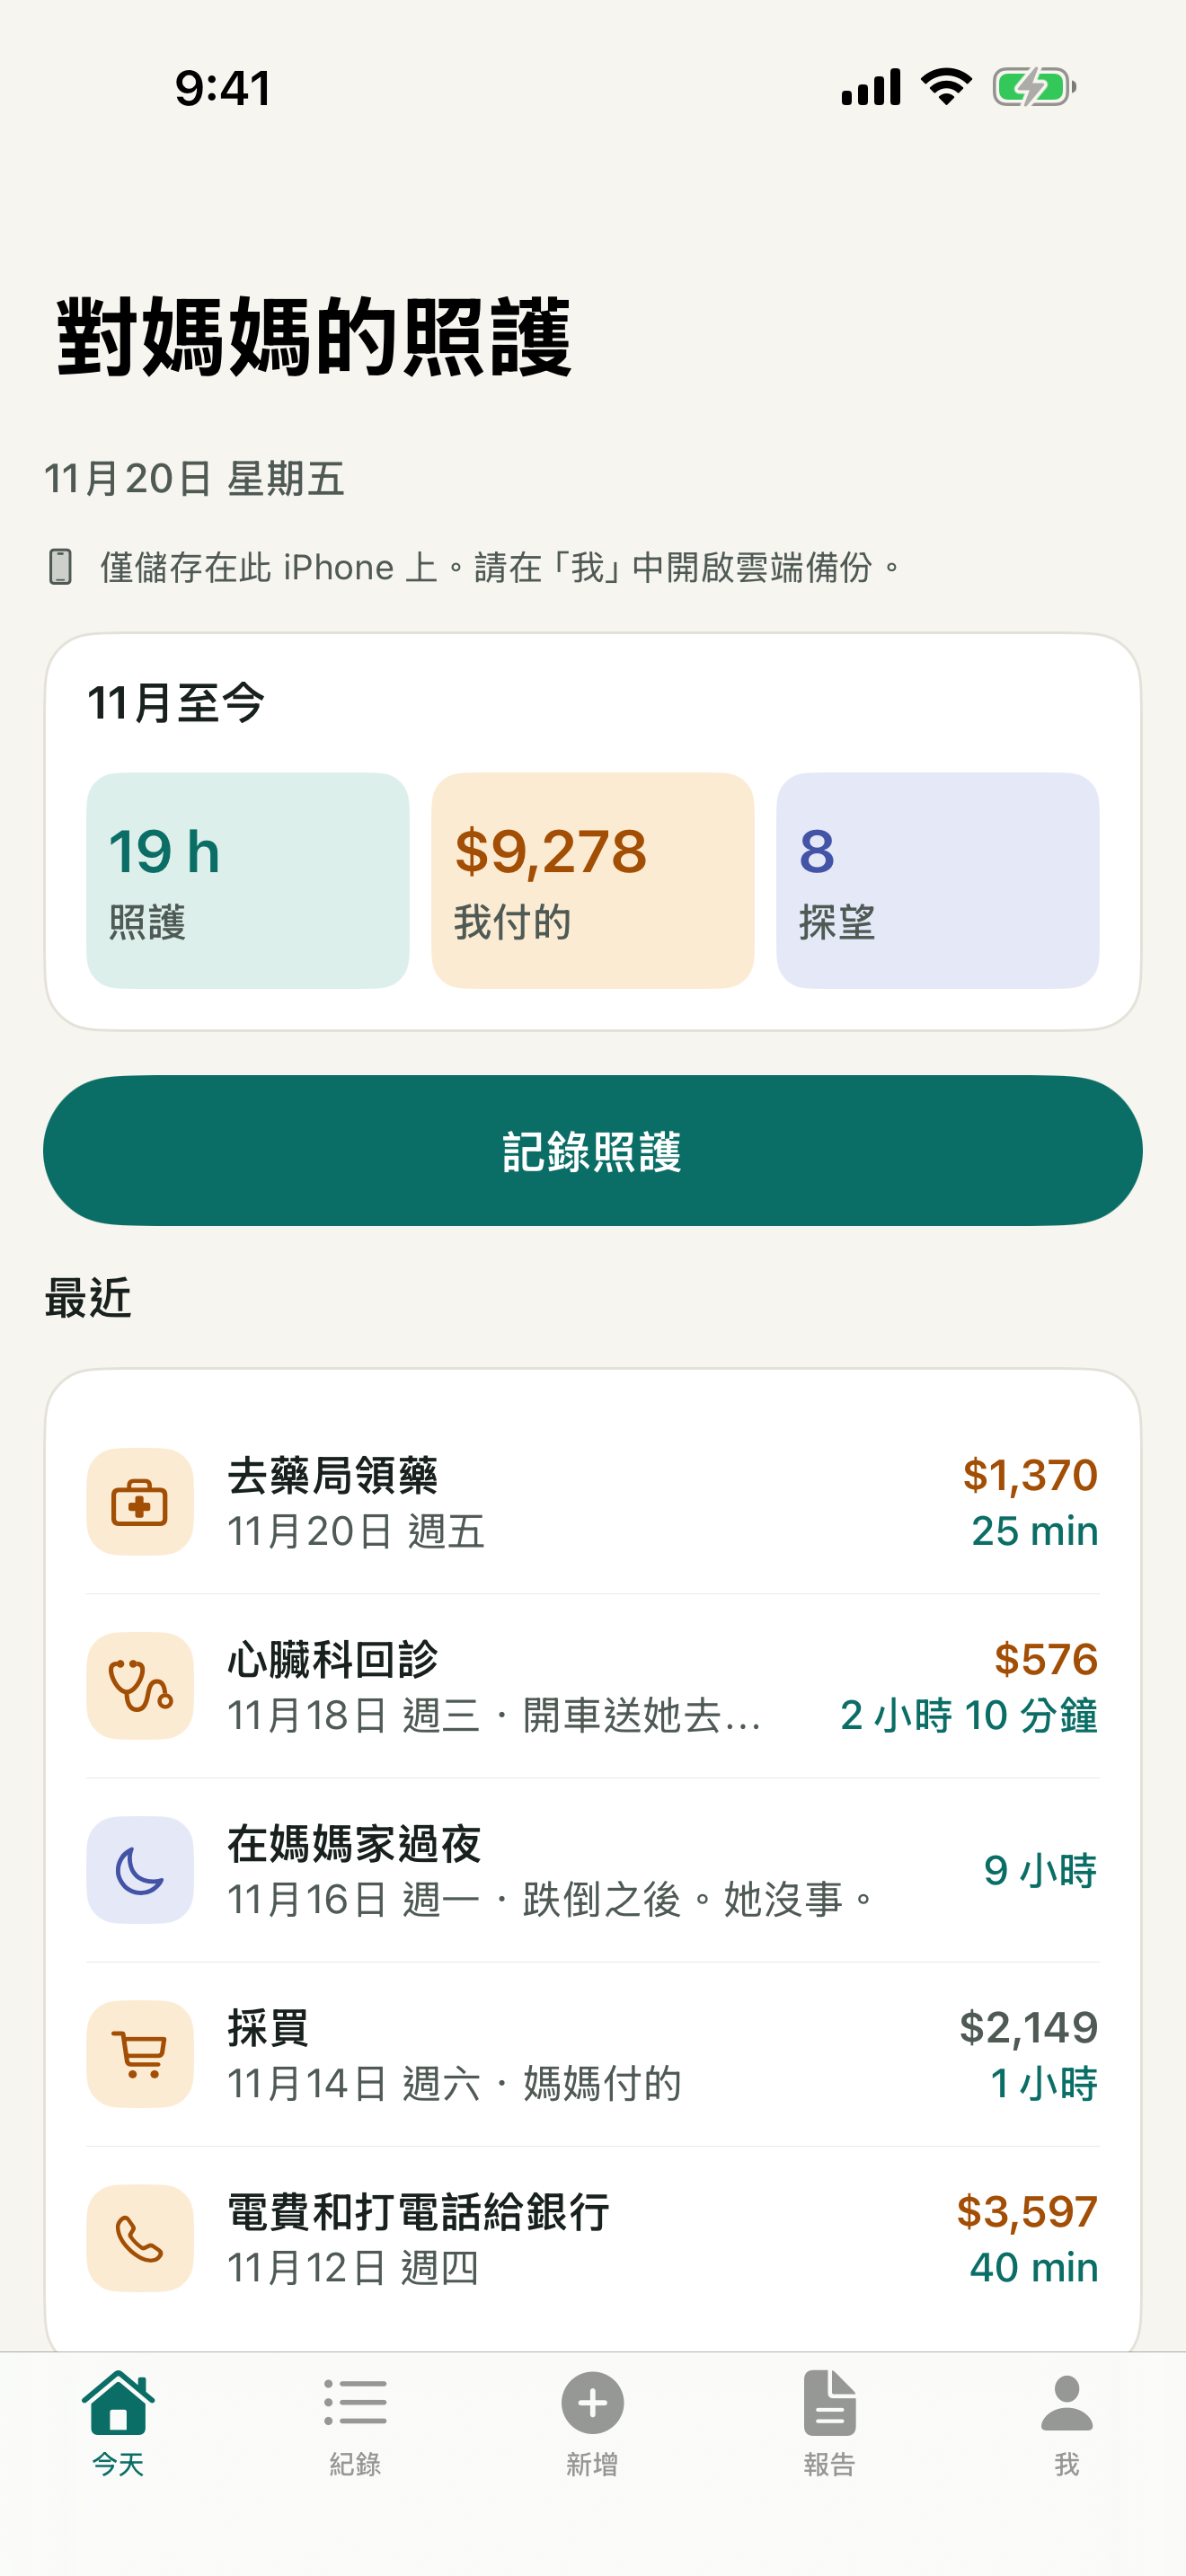 9:41
對媽媽的照護
11月20日 星期五
僅儲存在此 iPhone 上。請在「我」中開啟雲端備份。
11月至今
19 h
照護
$9,278
我付的
8
探望
記錄照護
最近
去藥局領藥
$1,370
11月20日 週五
25 min
心臟科回診
$576
11月18日 週三 · 開車送她去…
2 小時 10 分鐘
在媽媽家過夜
11月16日 週一 · 跌倒之後。她沒事。
9 小時
採買
$2,149
11月14日 週六 · 媽媽付的
1 小時
電費和打電話給銀行
$3,597
11月12日 週四
40 min
今天
紀錄
新增
報告
我